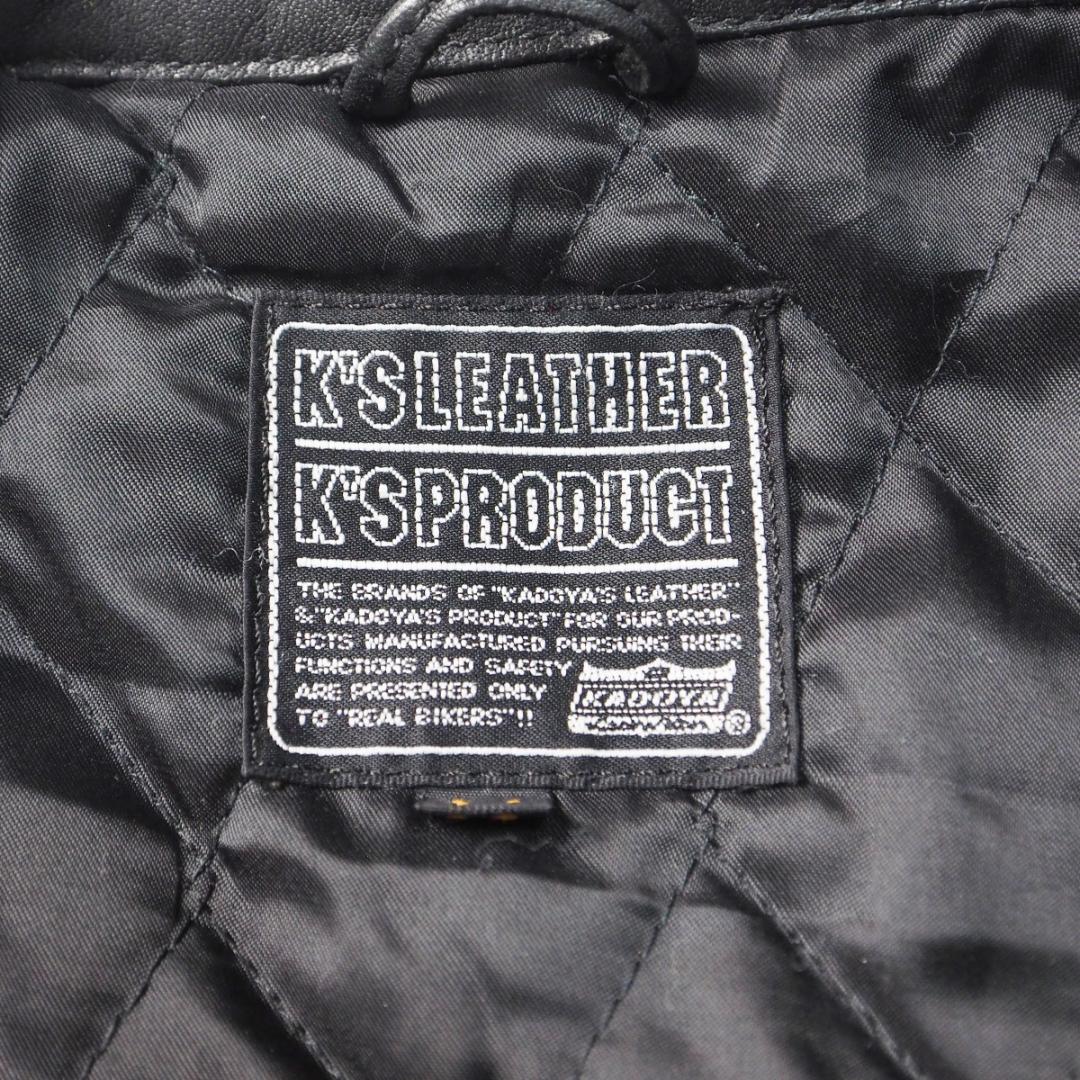 K'S LEATHER
K'S PRODUCT
THE BRANDS OF "KADOYA'S LEATHER"
& "KADOYA'S PRODUCT" FOR OUR PROD-
UCTS MANUFACTURED PURSUING THEIR
FUNCTIONS AND SAFETY
ARE PRESENTED ONLY
TO "REAL BIKERS"!!
KADOYA
®